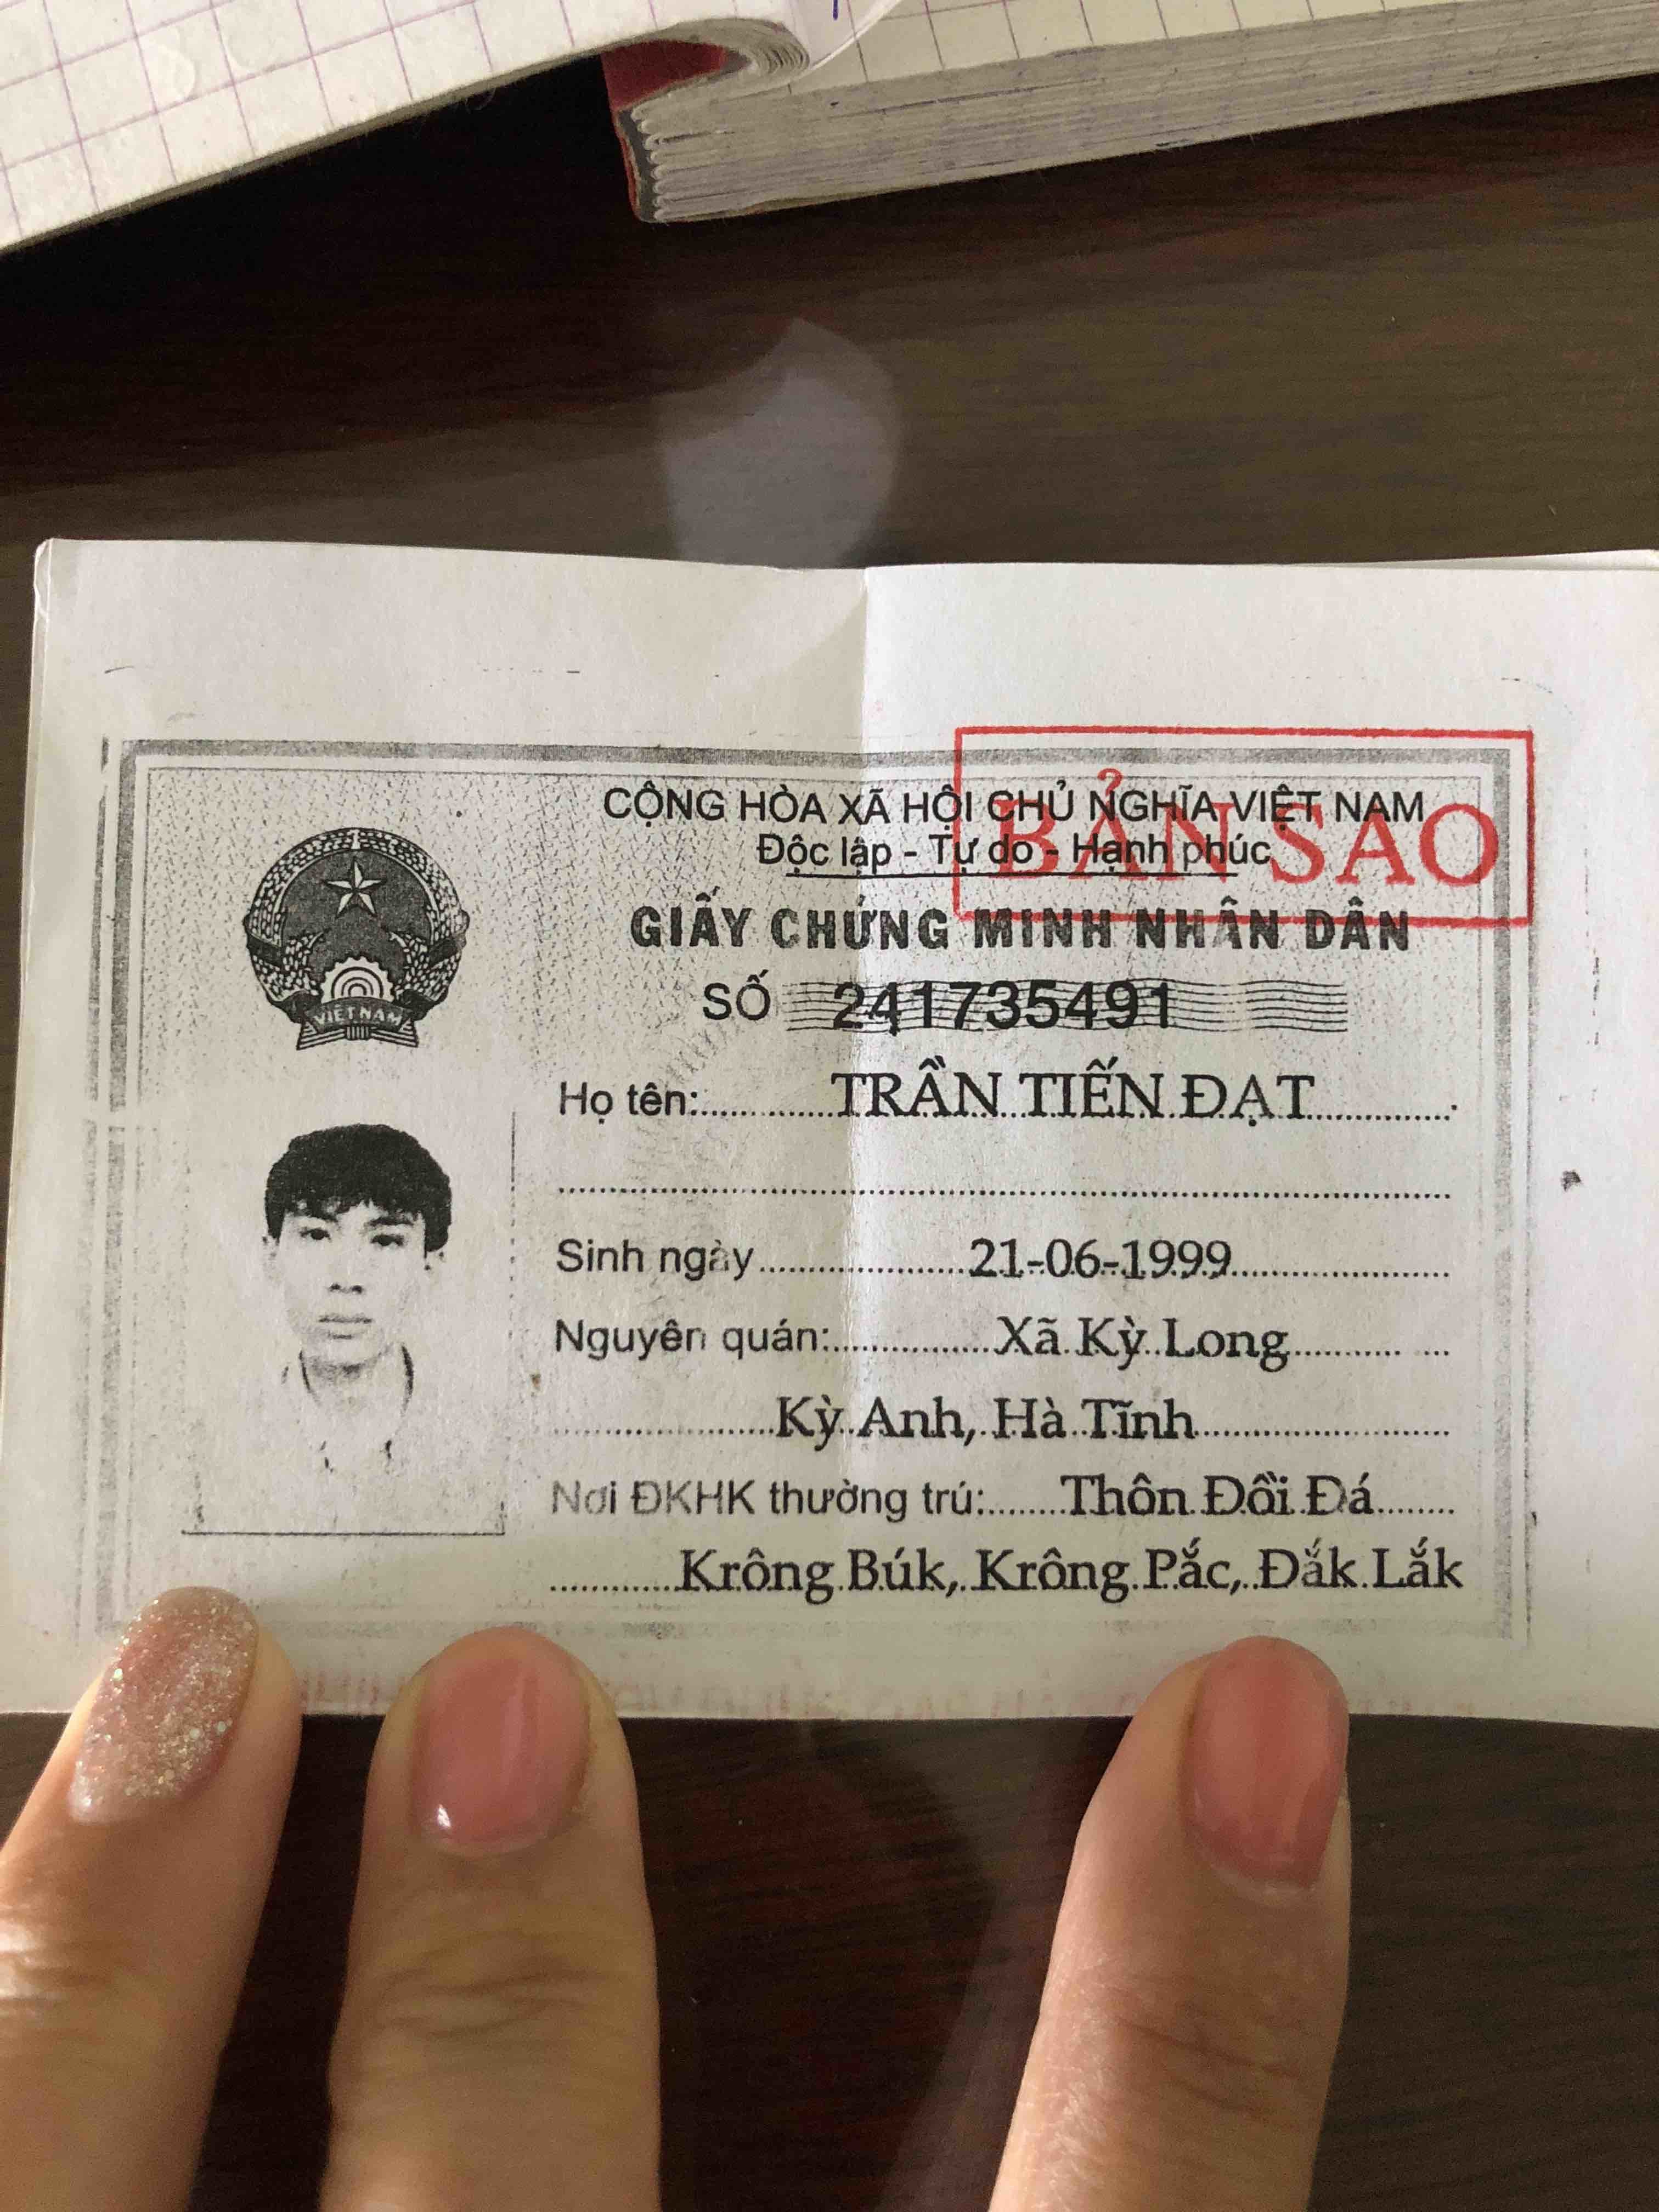 CỘNG HÒA XÃ HỘI CHỦ NGHĨA VIỆT NAM
Độc lập - Tự do - Hạnh phúc
BẢN SAO
GIẤY CHỨNG MINH NHÂN DÂN
SỐ 241735491
VIETNAM
Họ tên: TRẦN TIẾN ĐẠT
Sinh ngày 21-06-1999
Nguyên quán: Xã Kỳ Long
Kỳ Anh, Hà Tĩnh
Nơi ĐKHK thường trú: Thôn Đồi Đá
Krông Búk, Krông Pắc, Đắk Lắk